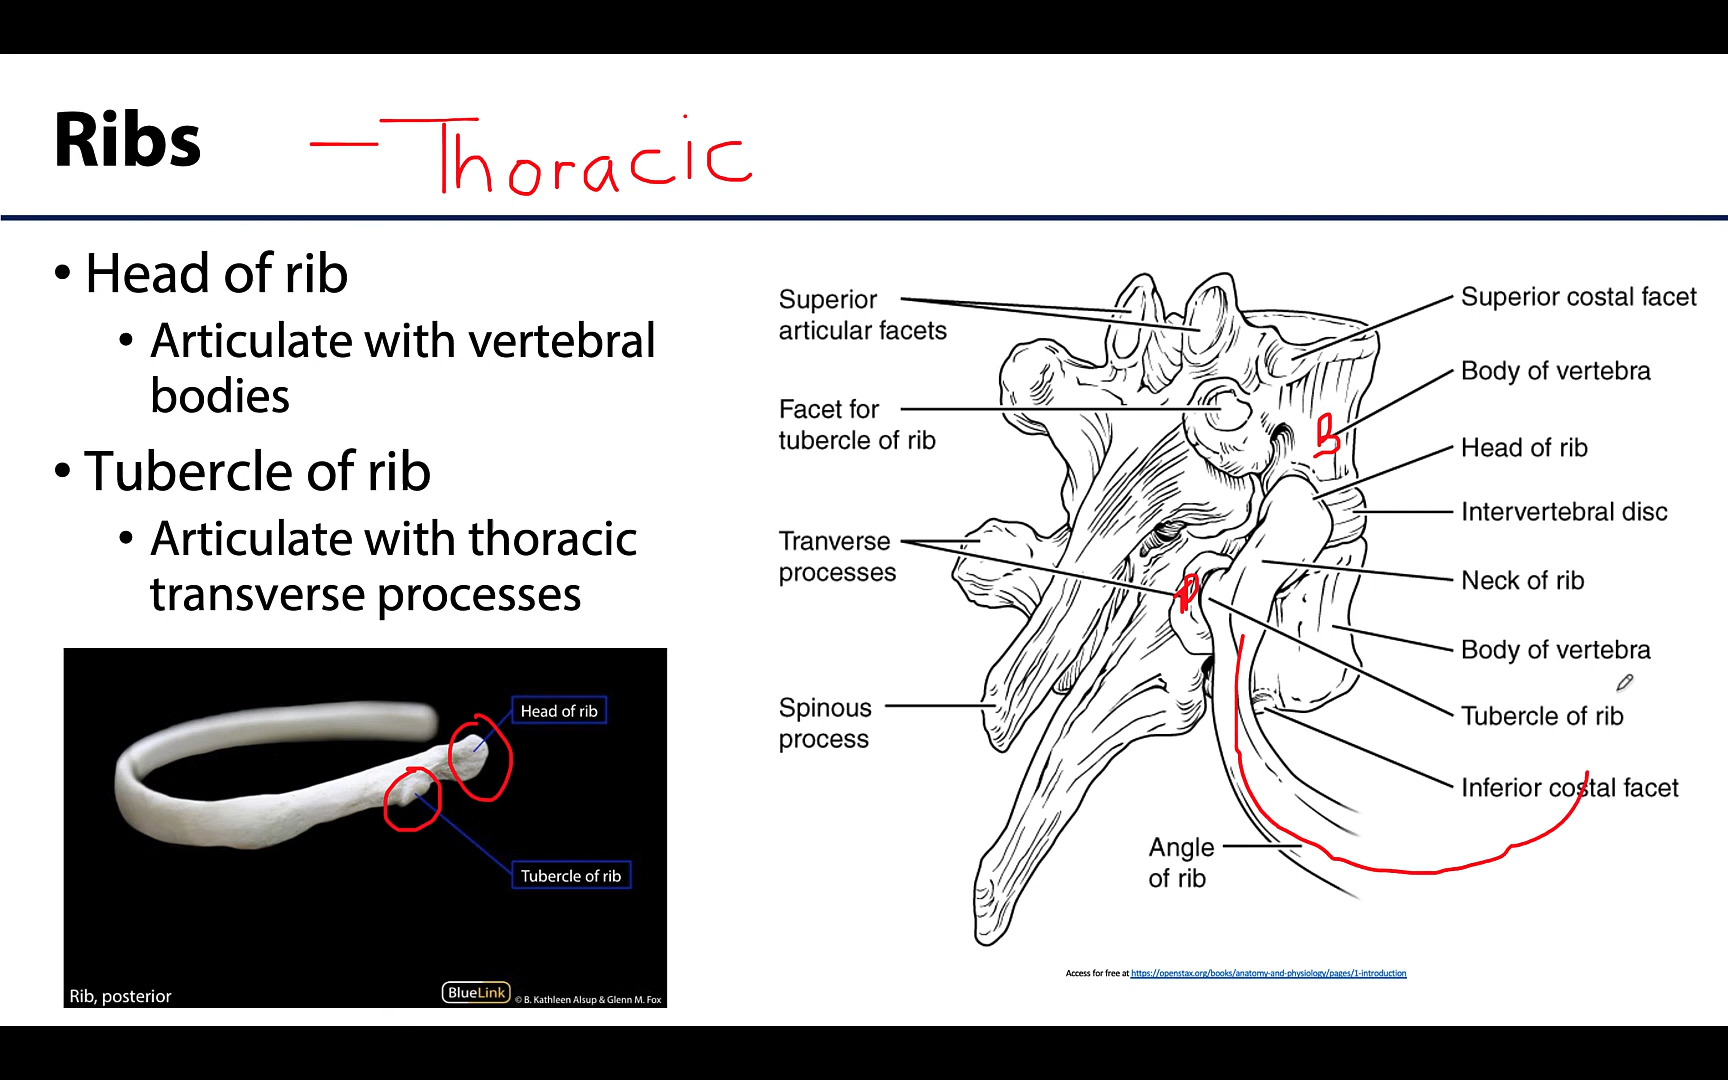 Ribs — Thoracic
• Head of rib
• Articulate with vertebral
bodies
• Tubercle of rib
• Articulate with thoracic
transverse processes
Head of rib
Tubercle of rib
Rib, posterior
BlueLink © B. Kathleen Alsup & Glenn M. Fox
Superior
articular facets
Facet for
tubercle of rib
Tranverse
processes
Spinous
process
Superior costal facet
Body of vertebra
B
Head of rib
Intervertebral disc
Neck of rib
Body of vertebra
Tubercle of rib
Inferior costal facet
Angle
of rib
Access for free at https://openstax.org/books/anatomy-and-physiology/pages/1-introduction